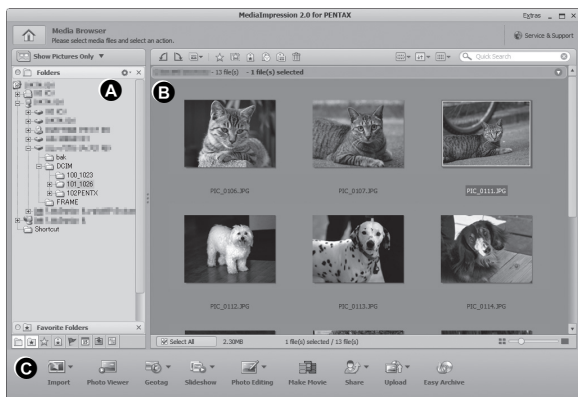 MediaImpression 2.0 for PENTAX
Extras
Media Browser
Please select media files and select an action.
Service & Support
Show Pictures Only
Quick Search
Folders
A
B
- 13 file(s) - 1 file(s) selected
bak
DCIM
100_1023
101_1026
102PENTX
FRAME
Shortcut
PIC_0106.JPG
PIC_0107.JPG
PIC_0111.JPG
PIC_0112.JPG
PIC_0113.JPG
PIC_0114.JPG
Favorite Folders
Select All
2.30MB
1 file(s) selected / 13 file(s)
C
Import
Photo Viewer
Geotag
Slideshow
Photo Editing
Make Movie
Share
Upload
Easy Archive